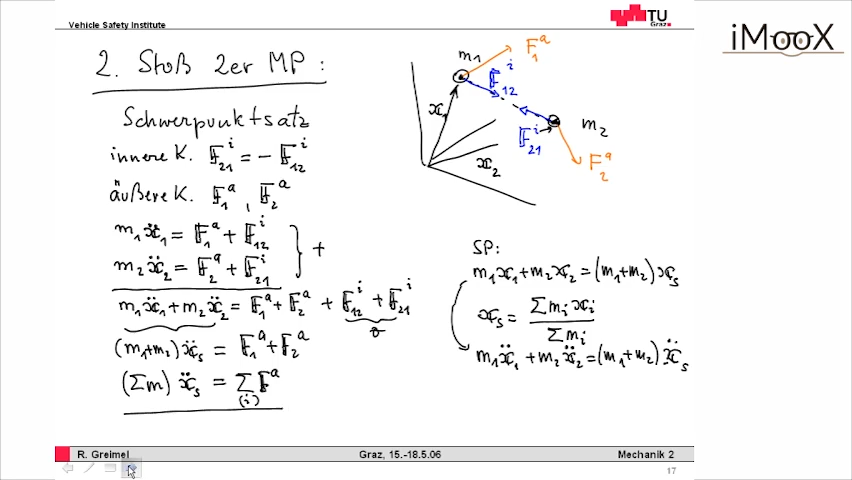 Vehicle Safety Institute
TU
Graz
iMooX
2. Stoß 2er MP:
Schwerpunktsatz
innere K. F₂₁ⁱ = − F₁₂ⁱ
äußere K. F₁ᵃ, F₂ᵃ
m₁ẍ₁ = F₁ᵃ + F₁₂ⁱ
m₂ẍ₂ = F₂ᵃ + F₂₁ⁱ } +
m₁ẍ₁ + m₂ẍ₂ = F₁ᵃ + F₂ᵃ + F₁₂ⁱ + F₂₁ⁱ
0
(m₁+m₂) ẍₛ = F₁ᵃ + F₂ᵃ
(Σm) ẍₛ = Σ Fᵃ
(i)
m₁
F₁ᵃ
F₁₂ⁱ
x₁
m₂
F₂₁ⁱ
x₂
F₂ᵃ
SP:
m₁x₁ + m₂x₂ = (m₁+m₂) xₛ
xₛ = Σ mᵢ xᵢ / Σ mᵢ
m₁ẍ₁ + m₂ẍ₂ = (m₁+m₂) ẍₛ
R. Greimel
Graz, 15.-18.5.06
Mechanik 2
17